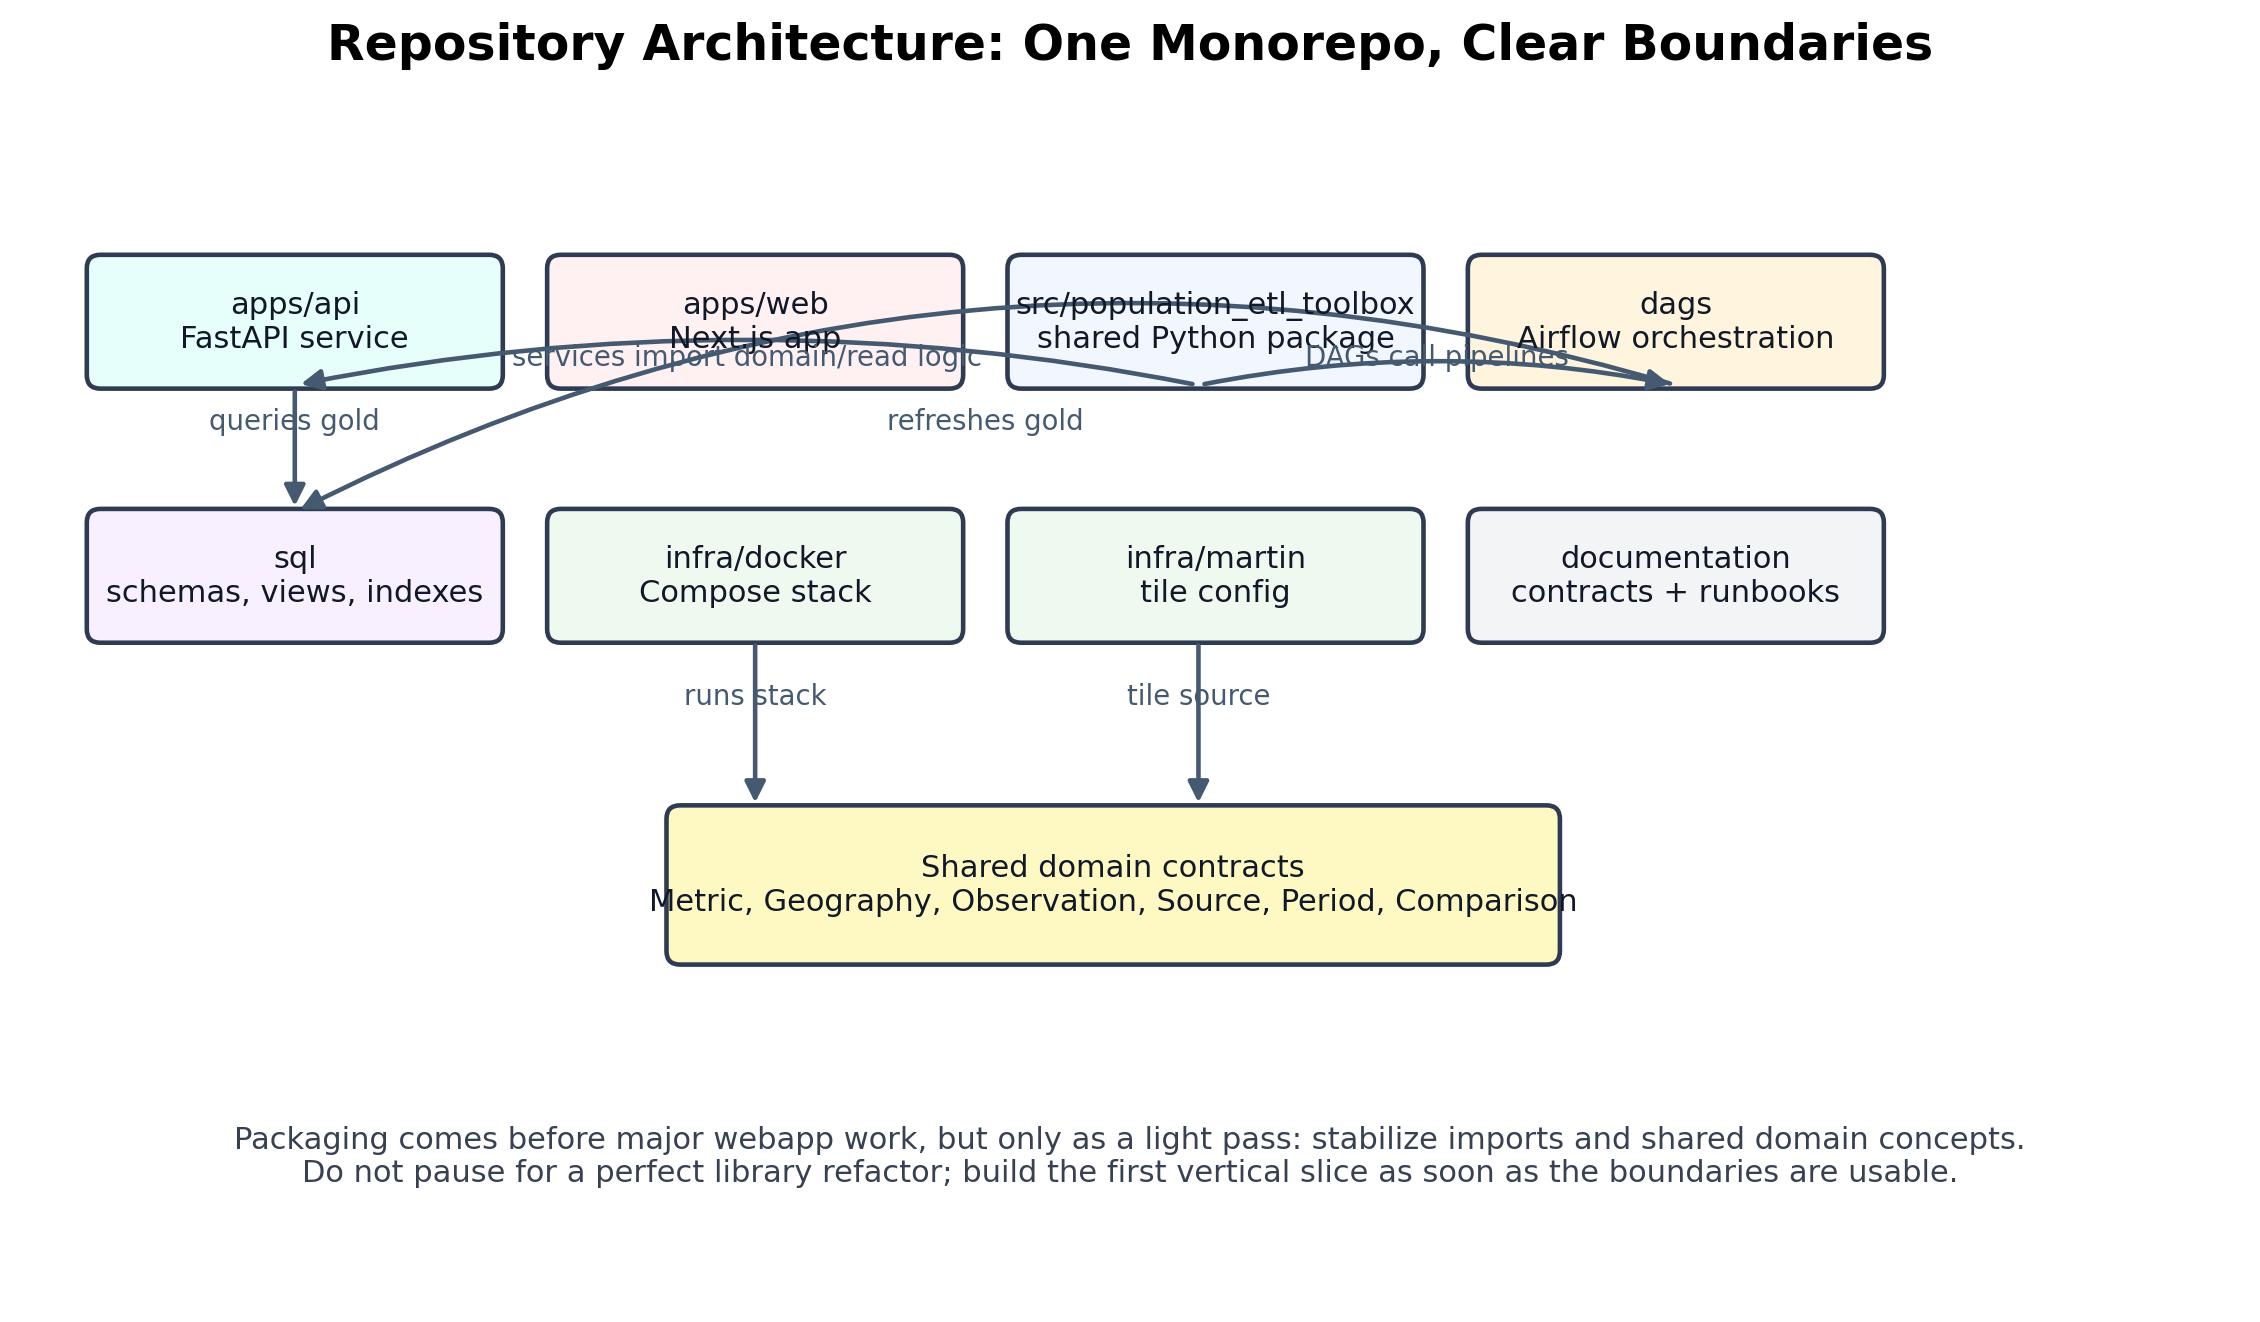 Repository Architecture: One Monorepo, Clear Boundaries
apps/api
FastAPI service
apps/web
Next.js app
src/population_etl_toolbox
shared Python package
dags
Airflow orchestration
services import domain/read logic
DAGs call pipelines
queries gold
refreshes gold
sql
schemas, views, indexes
infra/docker
Compose stack
infra/martin
tile config
documentation
contracts + runbooks
runs stack
tile source
Shared domain contracts
Metric, Geography, Observation, Source, Period, Comparison
Packaging comes before major webapp work, but only as a light pass: stabilize imports and shared domain concepts.
Do not pause for a perfect library refactor; build the first vertical slice as soon as the boundaries are usable.